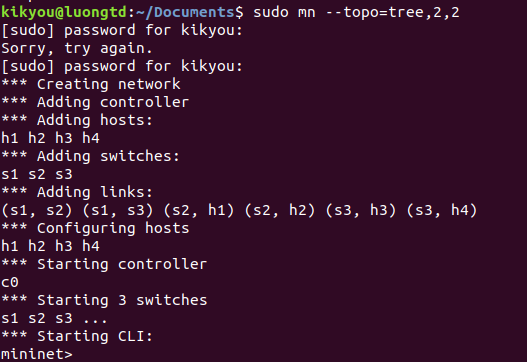 kikyou@luongtd:~/Documents$ sudo mn --topo=tree,2,2
[sudo] password for kikyou:
Sorry, try again.
[sudo] password for kikyou:
*** Creating network
*** Adding controller
*** Adding hosts:
h1 h2 h3 h4
*** Adding switches:
s1 s2 s3
*** Adding links:
(s1, s2) (s1, s3) (s2, h1) (s2, h2) (s3, h3) (s3, h4)
*** Configuring hosts
h1 h2 h3 h4
*** Starting controller
c0
*** Starting 3 switches
s1 s2 s3 ...
*** Starting CLI:
mininet>